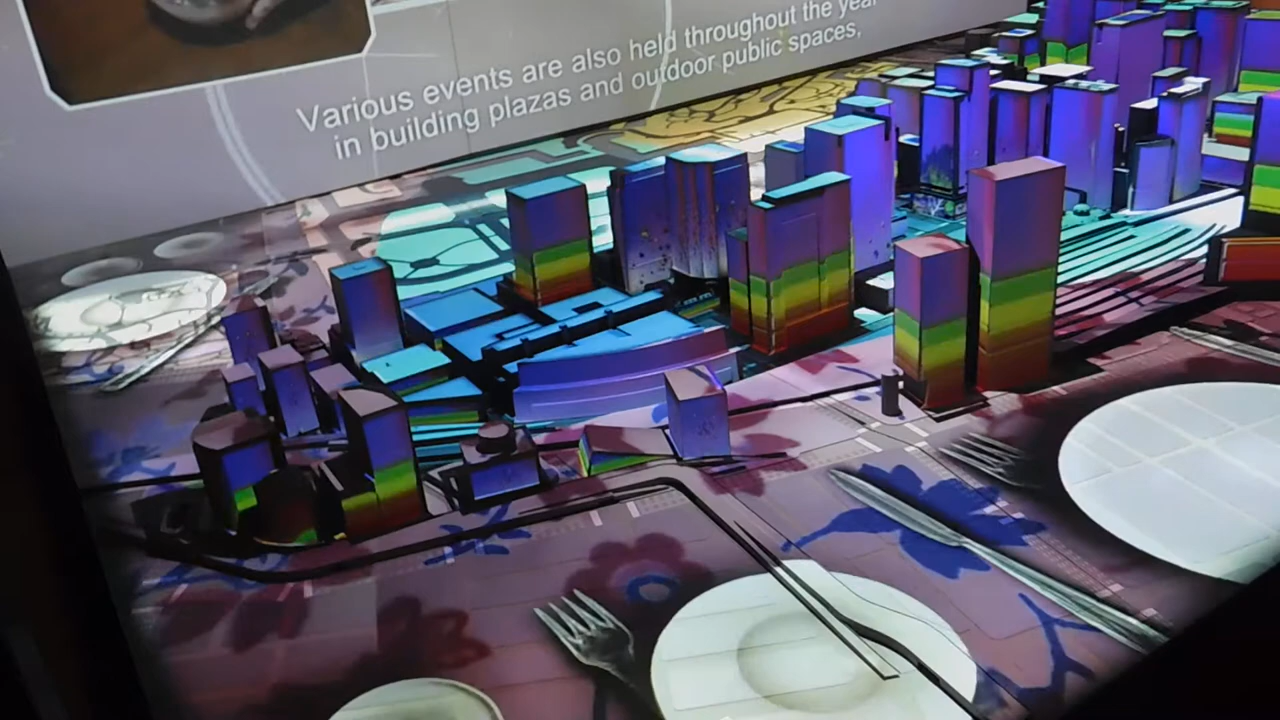 Various events are also held throughout the year
in building plazas and outdoor public spaces,